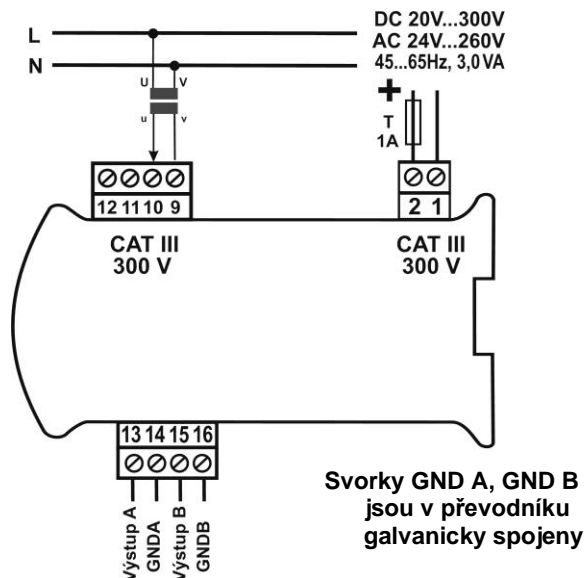 L
N
DC 20V...300V
AC 24V...260V
45...65Hz, 3,0 VA
U V
u v
+
T
1A
12 11 10 9
2 1
CAT III
300 V
CAT III
300 V
13 14 15 16
Výstup A
GNDA
Výstup B
GNDB
Svorky GND A, GND B
jsou v převodníku
galvanicky spojeny